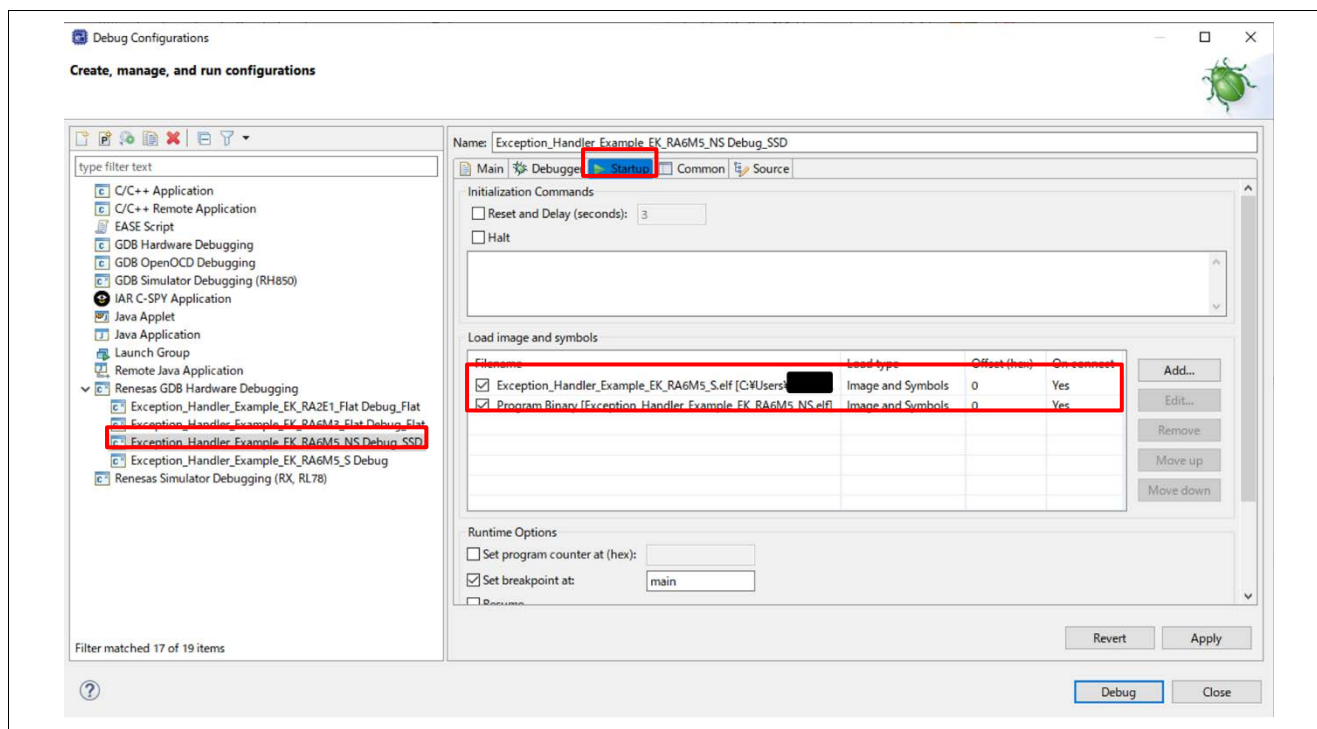 Debug Configurations
Create, manage, and run configurations
type filter text
C/C++ Application
C/C++ Remote Application
EASE Script
GDB Hardware Debugging
GDB OpenOCD Debugging
GDB Simulator Debugging (RH850)
IAR C-SPY Application
Java Applet
Java Application
Launch Group
Remote Java Application
Renesas GDB Hardware Debugging
Exception_Handler_Example_EK_RA2E1_Flat Debug_Flat
Exception_Handler_Example_EK_RA6M3_Flat Debug_Flat
Exception_Handler_Example_EK_RA6M5_NS Debug_SSD
Exception_Handler_Example_EK_RA6M5_S Debug
Renesas Simulator Debugging (RX, RL78)
Filter matched 17 of 19 items
Name: Exception_Handler_Example_EK_RA6M5_NS Debug_SSD
Main Debugger Startup Common Source
Initialization Commands
Reset and Delay (seconds): 3
Halt
Load image and symbols
Filename Load type Offset (hex) On connect
Exception_Handler_Example_EK_RA6M5_S.elf [C:¥Users¥ Image and Symbols 0 Yes
Program Binary [Exception_Handler_Example_EK_RA6M5_NS.elf] Image and Symbols 0 Yes
Add...
Edit...
Remove
Move up
Move down
Runtime Options
Set program counter at (hex):
Set breakpoint at: main
Resume
Revert Apply
Debug Close